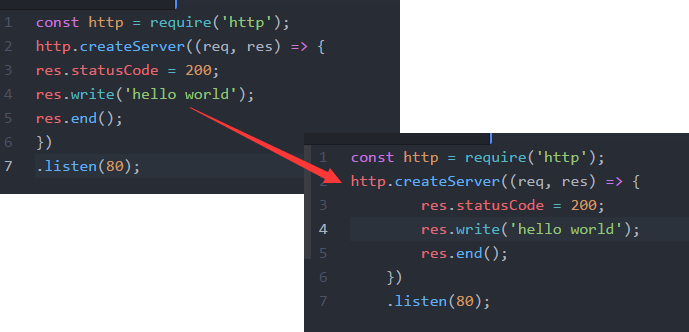 1 const http = require('http');
2 http.createServer((req, res) => {
3 res.statusCode = 200;
4 res.write('hello world');
5 res.end();
6 })
7 .listen(80);
1 const http = require('http');
2 http.createServer((req, res) => {
3         res.statusCode = 200;
4         res.write('hello world');
5         res.end();
6     })
7     .listen(80);